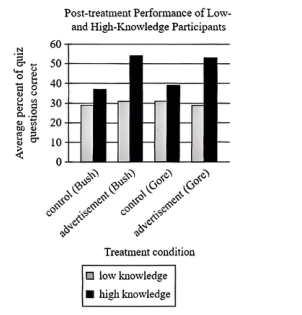 Post-treatment Performance of Low-
and High-Knowledge Participants
Average percent of quiz
questions correct
60
50
40
30
20
10
0
control (Bush)
advertisement (Bush)
control (Gore)
advertisement (Gore)
Treatment condition
low knowledge
high knowledge